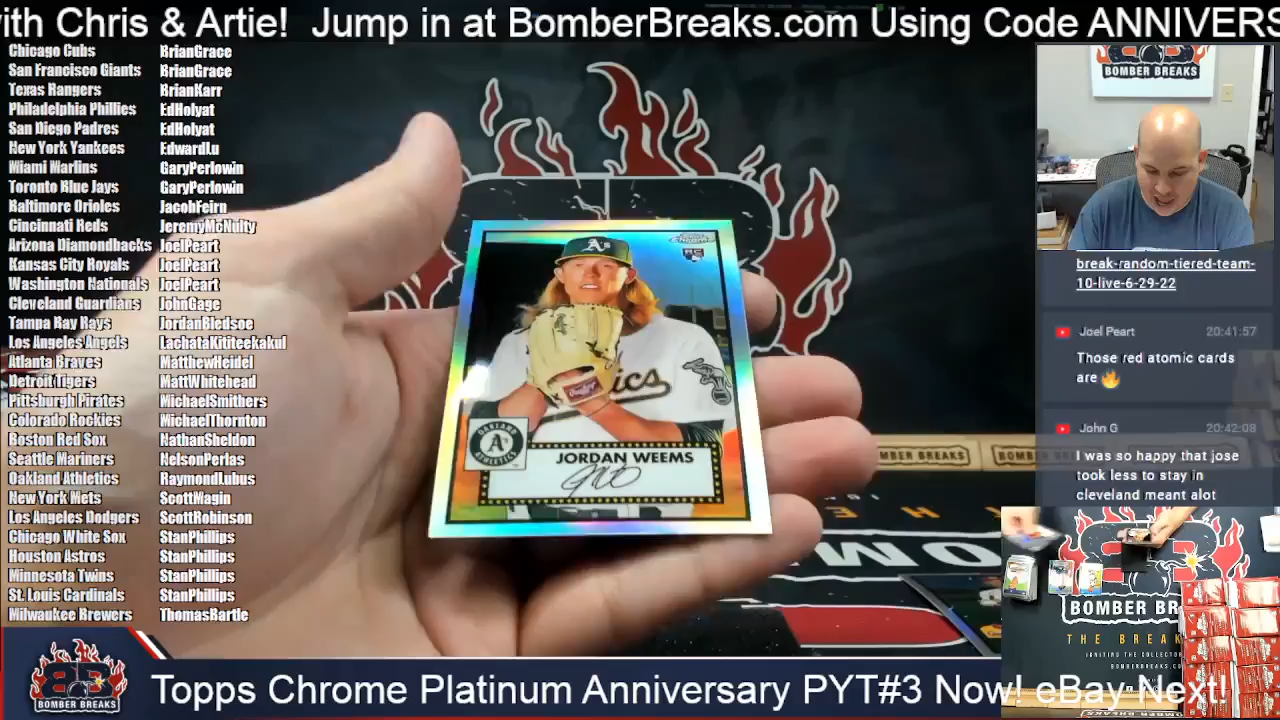 with Chris & Artie!  Jump in at BomberBreaks.com Using Code ANNIVERS
Chicago Cubs BrianGrace
San Francisco Giants BrianGrace
Texas Rangers BrianKarr
Philadelphia Phillies EdHolyat
San Diego Padres EdHolyat
New York Yankees EdwardLu
Miami Marlins GaryPerlowin
Toronto Blue Jays GaryPerlowin
Baltimore Orioles JacobFeirn
Cincinnati Reds JeremyMcNulty
Arizona Diamondbacks JoelPeart
Kansas City Royals JoelPeart
Washington Nationals JoelPeart
Cleveland Guardians JohnGage
Tampa Bay Rays JordanBledsoe
Los Angeles Angels LachataKititeekakul
Atlanta Braves MatthewHeidel
Detroit Tigers MattWhitehead
Pittsburgh Pirates MichaelSmithers
Colorado Rockies MichaelThornton
Boston Red Sox NathanSheldon
Seattle Mariners NelsonPerlas
Oakland Athletics RaymondLubus
New York Mets ScottMagin
Los Angeles Dodgers ScottRobinson
Chicago White Sox StanPhillips
Houston Astros StanPhillips
Minnesota Twins StanPhillips
St. Louis Cardinals StanPhillips
Milwaukee Brewers ThomasBartle
A's
RC
OAKLAND
A's
ATHLETICS
JORDAN WEEMS
MBER BREAKS
BOMBER BREAKS
break-random-tiered-team-
10-live-6-29-22
Joel Peart 20:41:57
Those red atomic cards
are 🔥
John G 20:42:08
I was so happy that jose
took less to stay in
cleveland meant alot
BOMBER BR
THE BREAK
BOMBER BREAKS
Topps Chrome Platinum Anniversary PYT#3 Now! eBay Next!